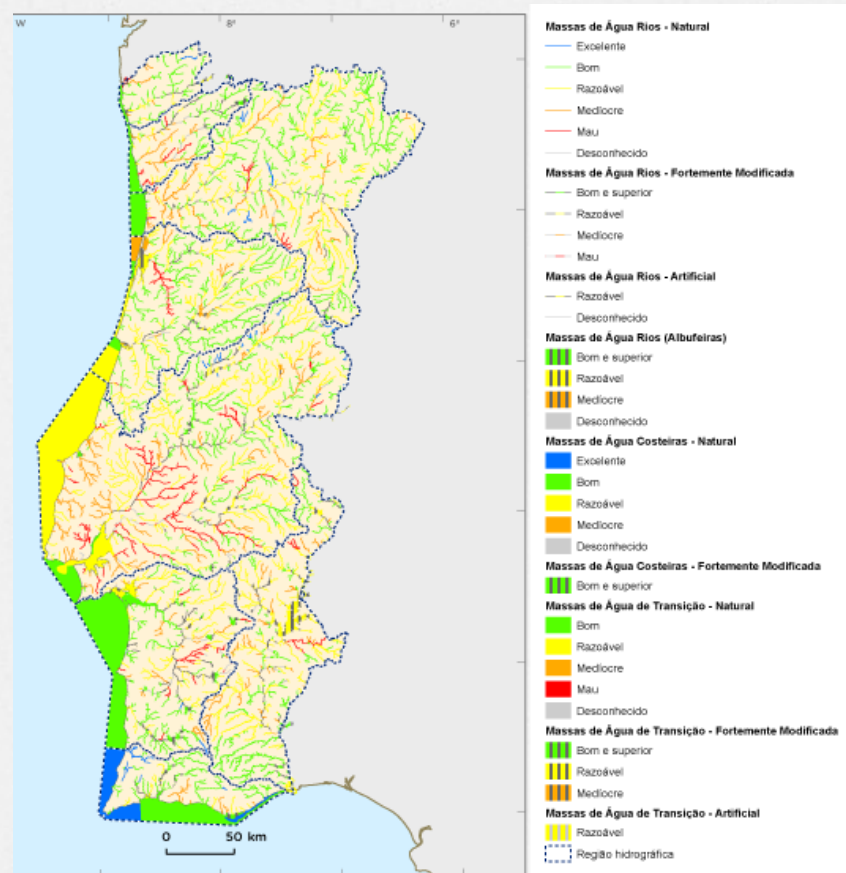 W
8°
6°
0 50 km
Massas de Água Rios - Natural
Excelente
Bom
Razoável
Medíocre
Mau
Desconhecido
Massas de Água Rios - Fortemente Modificada
Bom e superior
Razoável
Medíocre
Mau
Massas de Água Rios - Artificial
Razoável
Desconhecido
Massas de Água Rios (Albufeiras)
Bom e superior
Razoável
Medíocre
Desconhecido
Massas de Água Costeiras - Natural
Excelente
Bom
Razoável
Medíocre
Desconhecido
Massas de Água Costeiras - Fortemente Modificada
Bom e superior
Massas de Água de Transição - Natural
Bom
Razoável
Medíocre
Mau
Desconhecido
Massas de Água de Transição - Fortemente Modificada
Bom e superior
Razoável
Medíocre
Massas de Água de Transição - Artificial
Razoável
Região hidrográfica